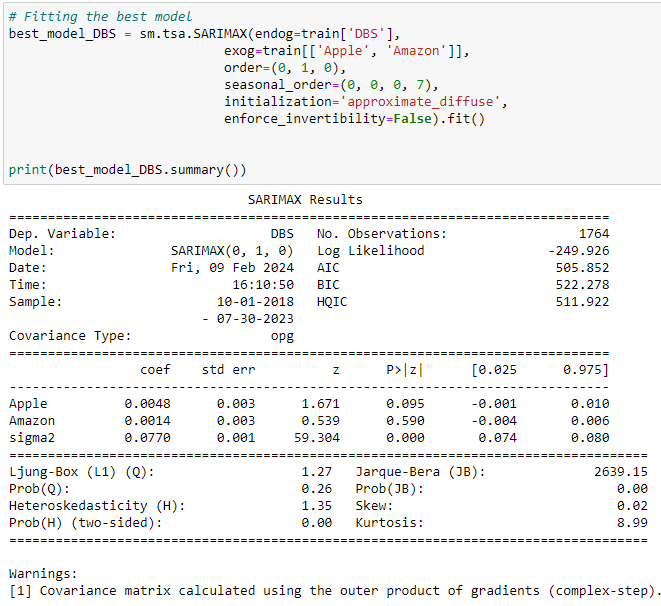 # Fitting the best model
best_model_DBS = sm.tsa.SARIMAX(endog=train['DBS'],
                           exog=train[['Apple', 'Amazon']],
                           order=(0, 1, 0),
                           seasonal_order=(0, 0, 0, 7),
                           initialization='approximate_diffuse',
                           enforce_invertibility=False).fit()
print(best_model_DBS.summary())
                               SARIMAX Results
==============================================================================
Dep. Variable:                    DBS   No. Observations:                 1764
Model:               SARIMAX(0, 1, 0)   Log Likelihood                -249.926
Date:                Fri, 09 Feb 2024   AIC                            505.852
Time:                        16:10:50   BIC                            522.278
Sample:                    10-01-2018   HQIC                           511.922
                         - 07-30-2023
Covariance Type:                  opg
==============================================================================
                 coef    std err          z      P>|z|      [0.025      0.975]
------------------------------------------------------------------------------
Apple          0.0048      0.003      1.671      0.095      -0.001       0.010
Amazon         0.0014      0.003      0.539      0.590      -0.004       0.006
sigma2         0.0770      0.001     59.304      0.000       0.074       0.080
===================================================================================
Ljung-Box (L1) (Q):                   1.27   Jarque-Bera (JB):              2639.15
Prob(Q):                              0.26   Prob(JB):                         0.00
Heteroskedasticity (H):               1.35   Skew:                             0.02
Prob(H) (two-sided):                  0.00   Kurtosis:                         8.99
===================================================================================
Warnings:
[1] Covariance matrix calculated using the outer product of gradients (complex-step).